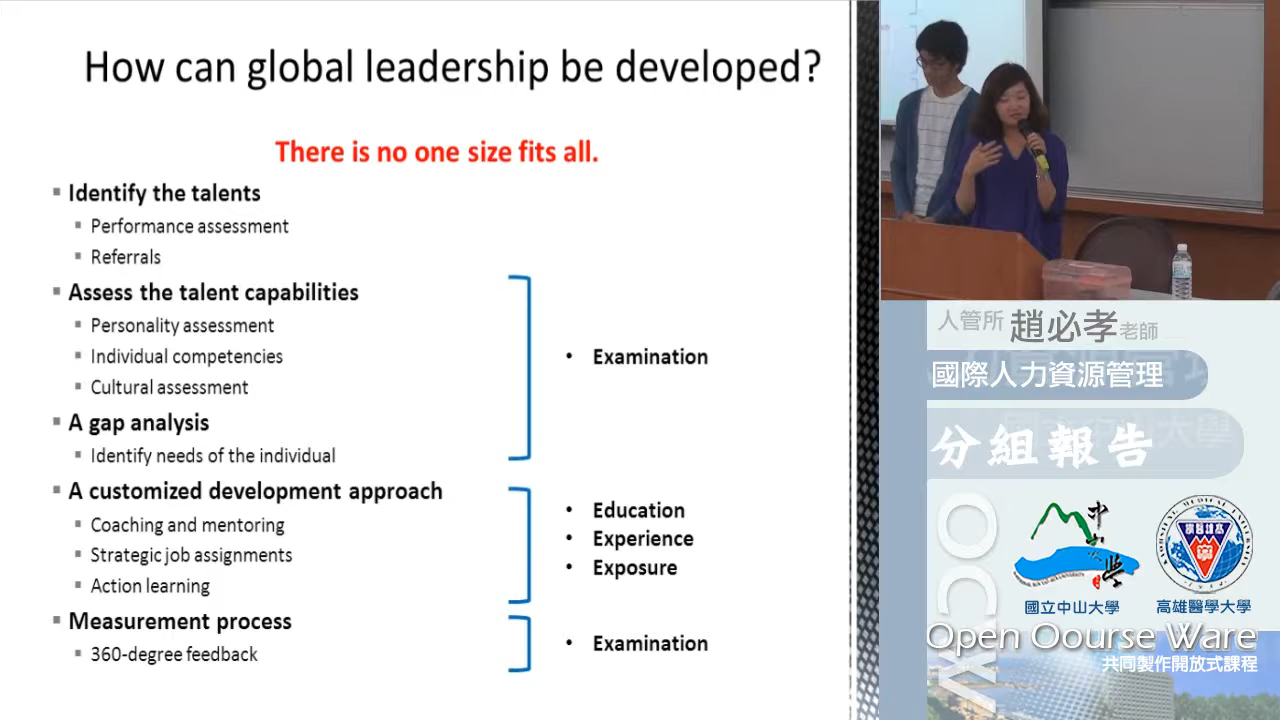 How can global leadership be developed?
There is no one size fits all.
Identify the talents
Performance assessment
Referrals
Assess the talent capabilities
Personality assessment
Individual competencies
Cultural assessment
A gap analysis
Identify needs of the individual
A customized development approach
Coaching and mentoring
Strategic job assignments
Action learning
Measurement process
360-degree feedback
• Examination
• Education
• Experience
• Exposure
• Examination
人管所 趙必孝老師
國際人力資源管理
分組報告
OCW
國立中山大學
高雄醫學大學
Open Oourse Ware
共同製作開放式課程